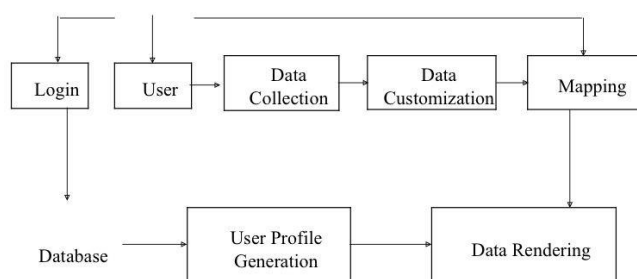 Login
User
Data
Collection
Data
Customization
Mapping
Database
User Profile
Generation
Data Rendering